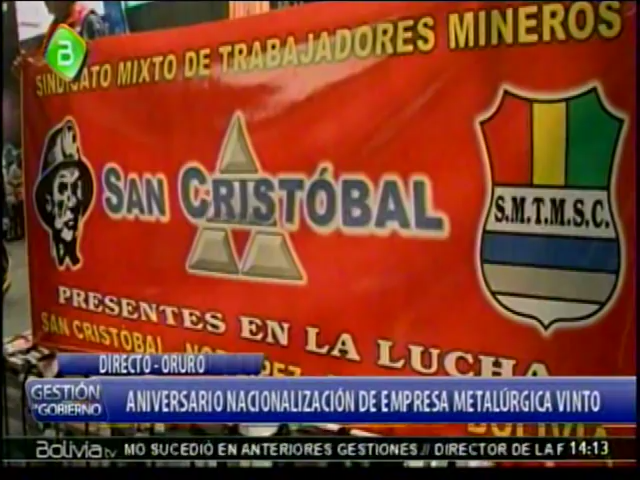 B
SINDICATO MIXTO DE TRABAJADORES MINEROS
SAN CRISTÓBAL
S.M.T.M.S.C.
PRESENTES EN LA LUCHA
SAN CRISTÓBAL -
DIRECTO - ORURO
GESTIÓN DE GOBIERNO
ANIVERSARIO NACIONALIZACIÓN DE EMPRESA METALÚRGICA VINTO
Bolivia tv MO SUCEDIÓ EN ANTERIORES GESTIONES // DIRECTOR DE LA F 14:13